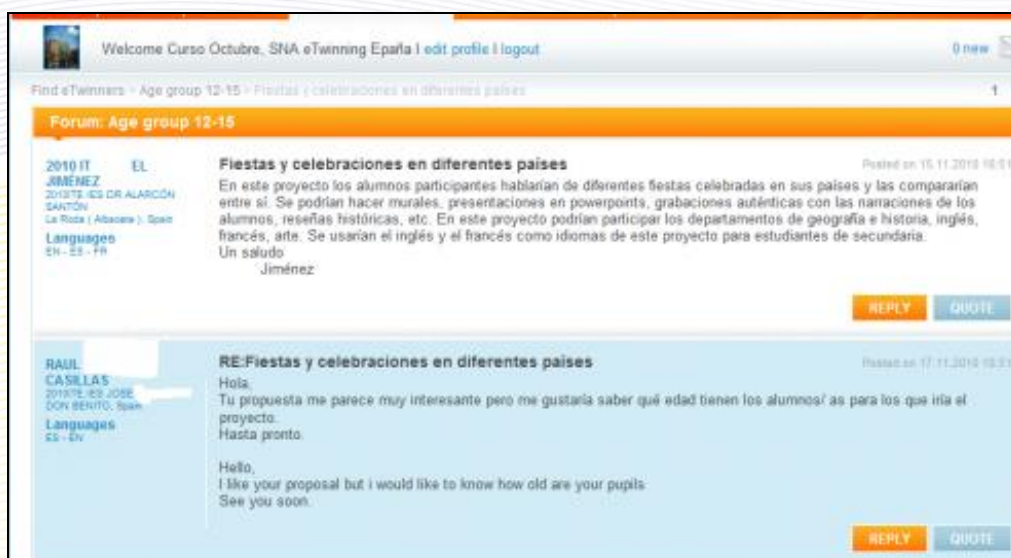 Welcome Curso Octubre, SNA eTwinning Epaña I edit profile I logout
0 new
Find eTwinners > Age group 12-15 > Fiestas y celebraciones en diferentes países
1
Forum: Age group 12-15
2010 IT EL
JIMÉNEZ
SANTÓN
La Roda ( Albacete ), Spain
Languages
EN - ES - FR
Fiestas y celebraciones en diferentes países
Posted on 15.11.2010
En este proyecto los alumnos participantes hablarían de diferentes fiestas celebradas en sus países y las compararían
entre sí. Se podrían hacer murales, presentaciones en powerpoints, grabaciones auténticas con las narraciones de los
alumnos, reseñas históricas, etc. En este proyecto podrían participar los departamentos de geografía e historia, inglés,
francés, arte. Se usarían el inglés y el francés como idiomas de este proyecto para estudiantes de secundaria.
Un saludo
Jiménez
REPLY QUOTE
RAUL
CASILLAS
DON BENITO, Spain
Languages
ES - EN
RE:Fiestas y celebraciones en diferentes países
Posted on 17.11.2010
Hola,
Tu propuesta me parece muy interesante pero me gustaría saber qué edad tienen los alumnos/ as para los que iría el
proyecto.
Hasta pronto.
Hello,
I like your proposal but i would like to know how old are your pupils
See you soon.
REPLY QUOTE